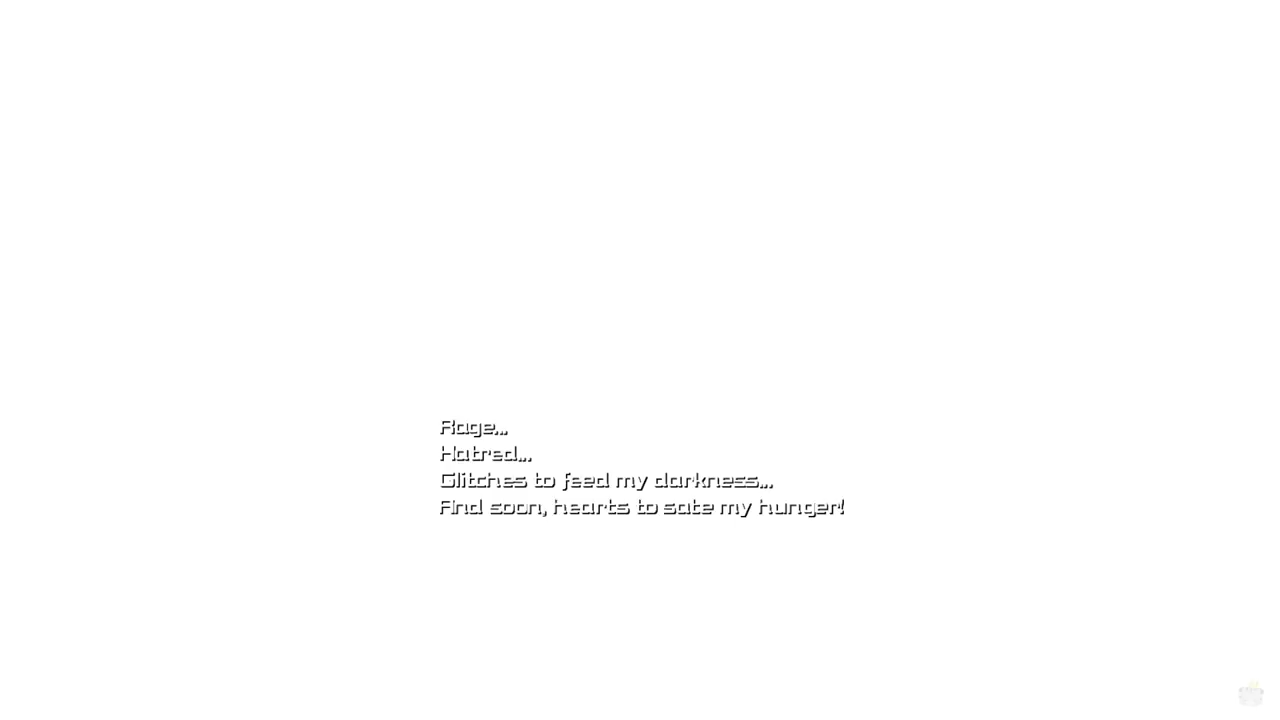 Rage...
Hatred...
Glitches to feed my darkness...
And soon, hearts to sate my hunger!